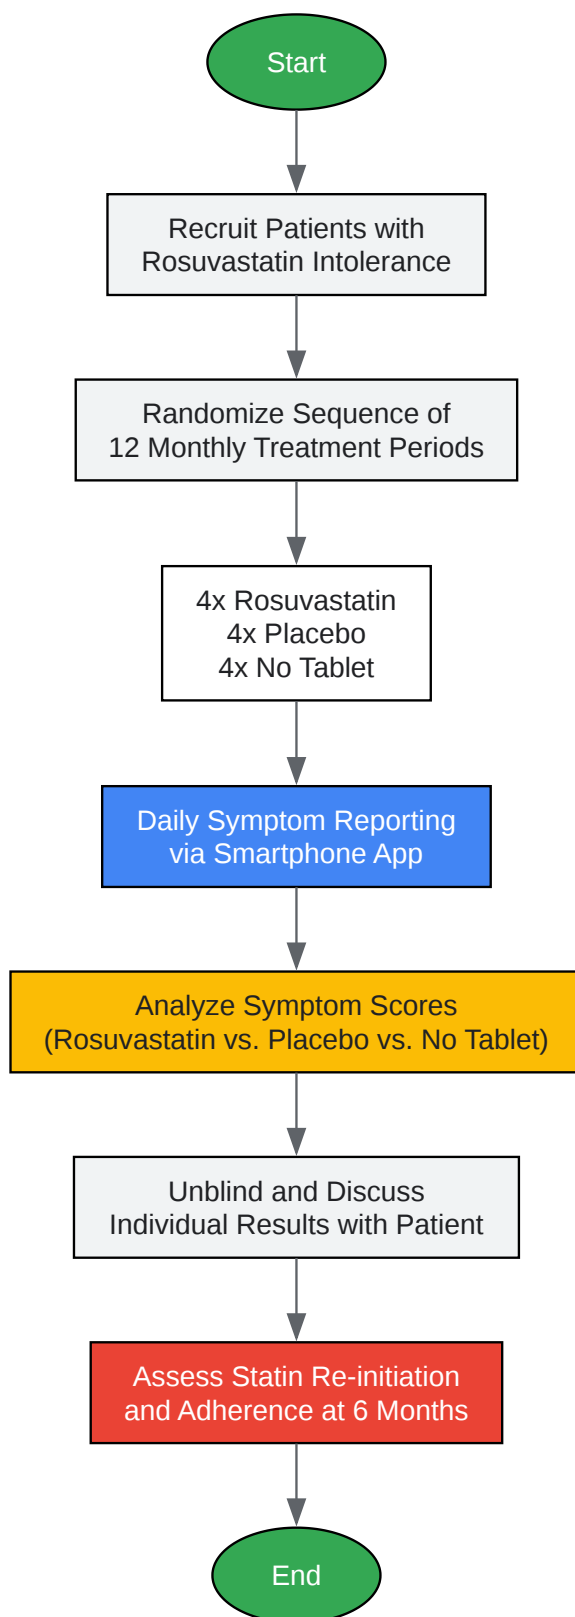 Start
Recruit Patients with
Rosuvastatin Intolerance
Randomize Sequence of
12 Monthly Treatment Periods
4x Rosuvastatin
4x Placebo
4x No Tablet
Daily Symptom Reporting
via Smartphone App
Analyze Symptom Scores
(Rosuvastatin vs. Placebo vs. No Tablet)
Unblind and Discuss
Individual Results with Patient
Assess Statin Re-initiation
and Adherence at 6 Months
End